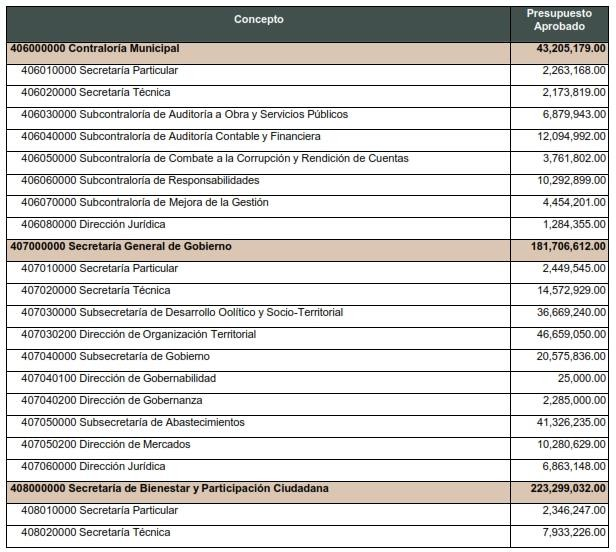 Concepto Presupuesto
Aprobado
406000000 Contraloría Municipal 43,205,179.00
406010000 Secretaría Particular 2,263,168.00
406020000 Secretaría Técnica 2,173,819.00
406030000 Subcontraloría de Auditoría a Obra y Servicios Públicos 6,879,943.00
406040000 Subcontraloría de Auditoría Contable y Financiera 12,094,992.00
406050000 Subcontraloría de Combate a la Corrupción y Rendición de Cuentas 3,761,802.00
406060000 Subcontraloría de Responsabilidades 10,292,899.00
406070000 Subcontraloría de Mejora de la Gestión 4,454,201.00
406080000 Dirección Jurídica 1,284,355.00
407000000 Secretaría General de Gobierno 181,706,612.00
407010000 Secretaría Particular 2,449,545.00
407020000 Secretaría Técnica 14,572,929.00
407030000 Subsecretaría de Desarrollo Oolítico y Socio-Territorial 36,669,240.00
407030200 Dirección de Organización Territorial 46,659,050.00
407040000 Subsecretaría de Gobierno 20,575,836.00
407040100 Dirección de Gobernabilidad 25,000.00
407040200 Dirección de Gobernanza 2,285,000.00
407050000 Subsecretaría de Abastecimientos 41,326,235.00
407050200 Dirección de Mercados 10,280,629.00
407060000 Dirección Jurídica 6,863,148.00
408000000 Secretaría de Bienestar y Participación Ciudadana 223,299,032.00
408010000 Secretaría Particular 2,346,247.00
408020000 Secretaría Técnica 7,933,226.00